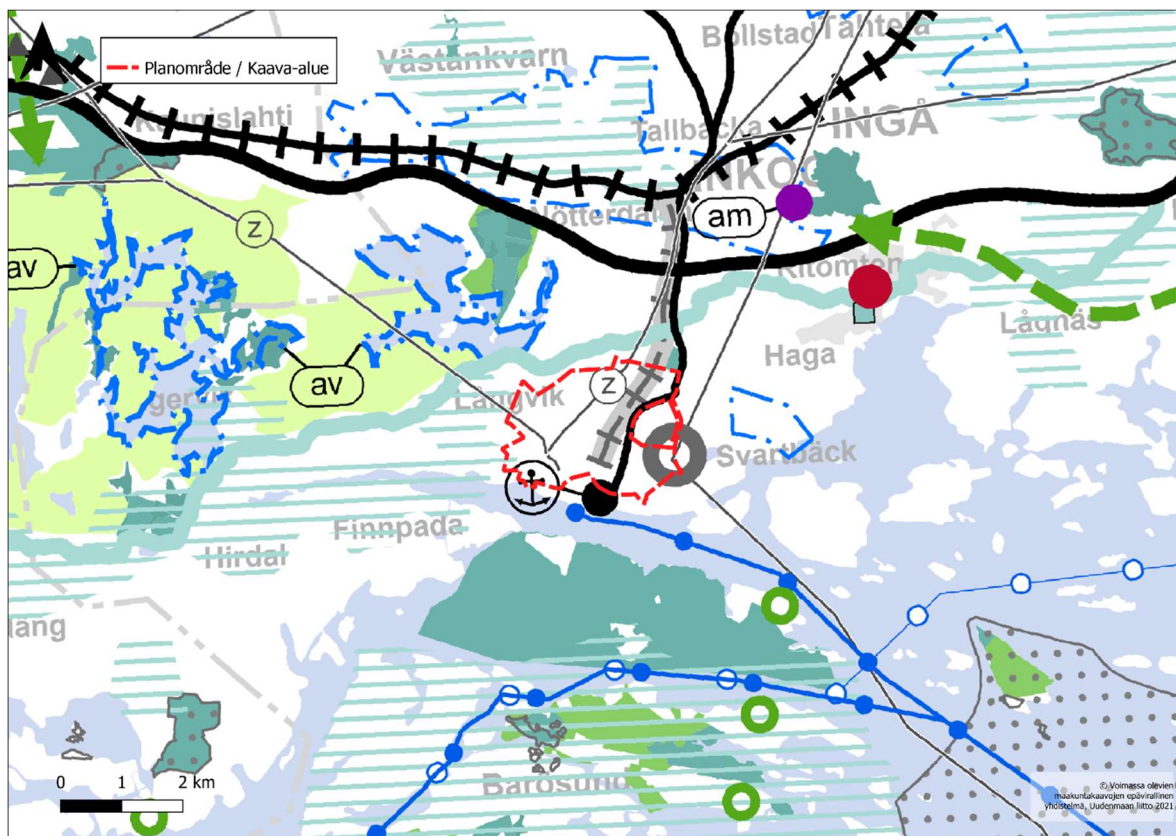 Planområde / Kaava-alue
Västankvarn
Bollstad Tähtelä
Tallbacka
INGÅ
am
z
Kitomten
av
Lågnäs
Haga
av
z
Långvik
Svartbäck
Finnpada
Hirdal
Barösund
0 1 2 km
© Voimassa olevien
maakuntakaavojen epävirallinen
yhdistelmä, Uudenmaan liitto 2021